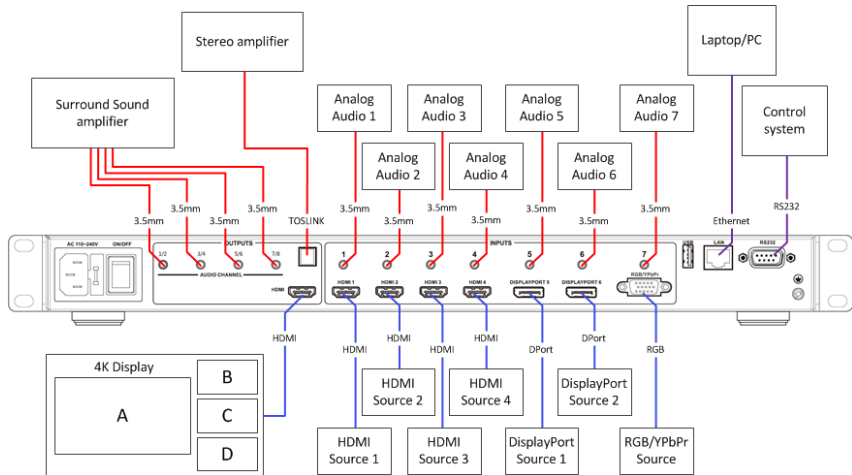 Stereo amplifier
Laptop/PC
Surround Sound
amplifier
Analog
Audio 1
Analog
Audio 3
Analog
Audio 5
Analog
Audio 7
Control
system
Analog
Audio 2
Analog
Audio 4
Analog
Audio 6
3.5mm
3.5mm
3.5mm
3.5mm
TOSLINK
3.5mm
3.5mm
3.5mm
3.5mm
3.5mm
3.5mm
3.5mm
Ethernet
RS232
AC 110~240V
ON/OFF
OUTPUTS
INPUTS
1/2
3/4
5/6
7/8
AUDIO CHANNEL
HDMI
1
2
3
4
5
6
7
USB
LAN
RS232
HDMI 1
HDMI 2
HDMI 3
HDMI 4
DISPLAYPORT 5
DISPLAYPORT 6
RGB/YPbPr
HDMI
HDMI
HDMI
HDMI
HDMI
DPort
DPort
RGB
4K Display
A
B
C
D
HDMI
Source 2
HDMI
Source 4
DisplayPort
Source 2
HDMI
Source 1
HDMI
Source 3
DisplayPort
Source 1
RGB/YPbPr
Source